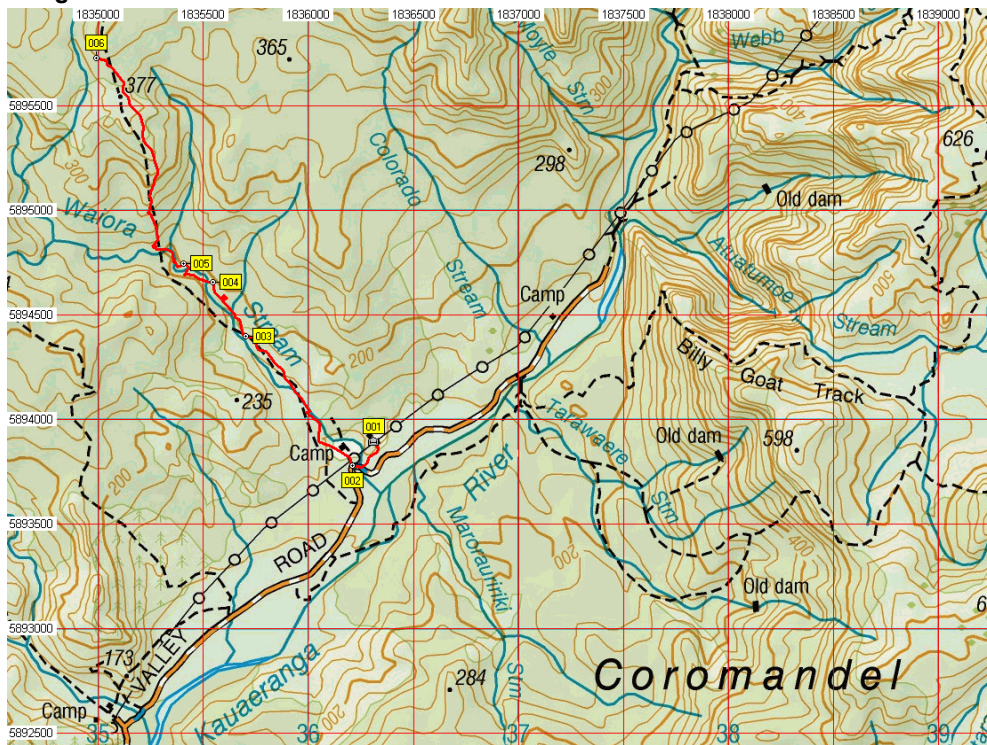 1835000 1835500 1836000 1836500 1837000 1837500 1838000 1838500 1839000
006
365
Moyle
Stm
Webb
377
5895500
400
300
298
626
Colorado
300
Old dam
5895000
Waiora
Atuatumoe
005
004
500
Stream
Camp
5894500
Stream
Stream
003
200
Billy
Goat
Track
235
5894000
001
Tarawaere
Old dam
598
Camp
200
002
River
Stm
5893500
ROAD
Marorauririki
200
400
Old dam
5893000
173
VALLEY
Coromandel
284
Stm
Camp
Kauaeranga
200
5892500
35 36 37 38 39